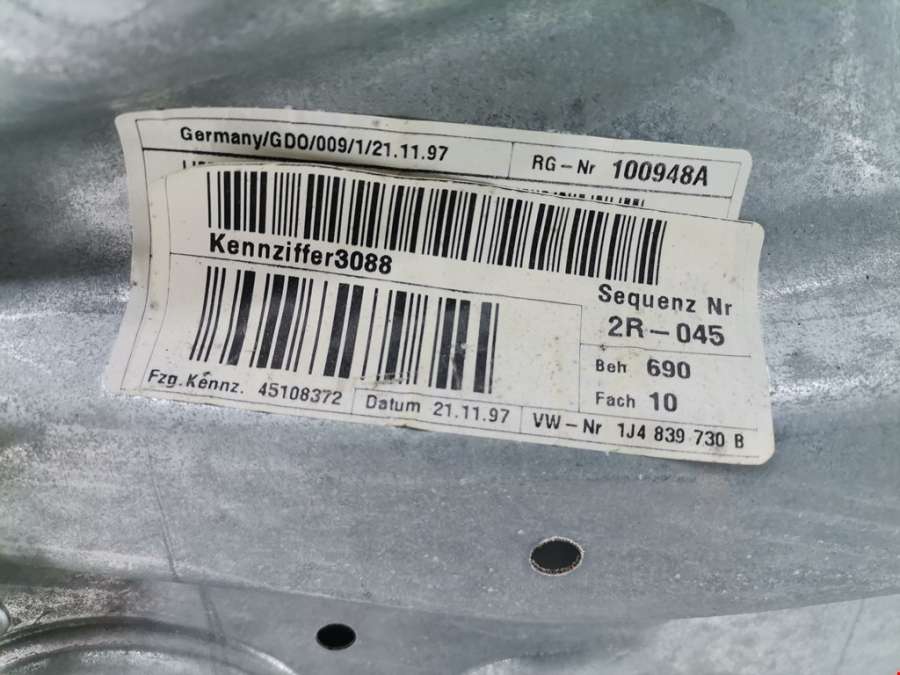 Germany/GDO/009/1/21.11.97
RG-Nr 100948A
Kennziffer3088
Sequenz Nr
2R-045
Beh 690
Fach 10
Fzg.Kennz. 45108372
Datum 21.11.97
VW-Nr 1J4 839 730 B